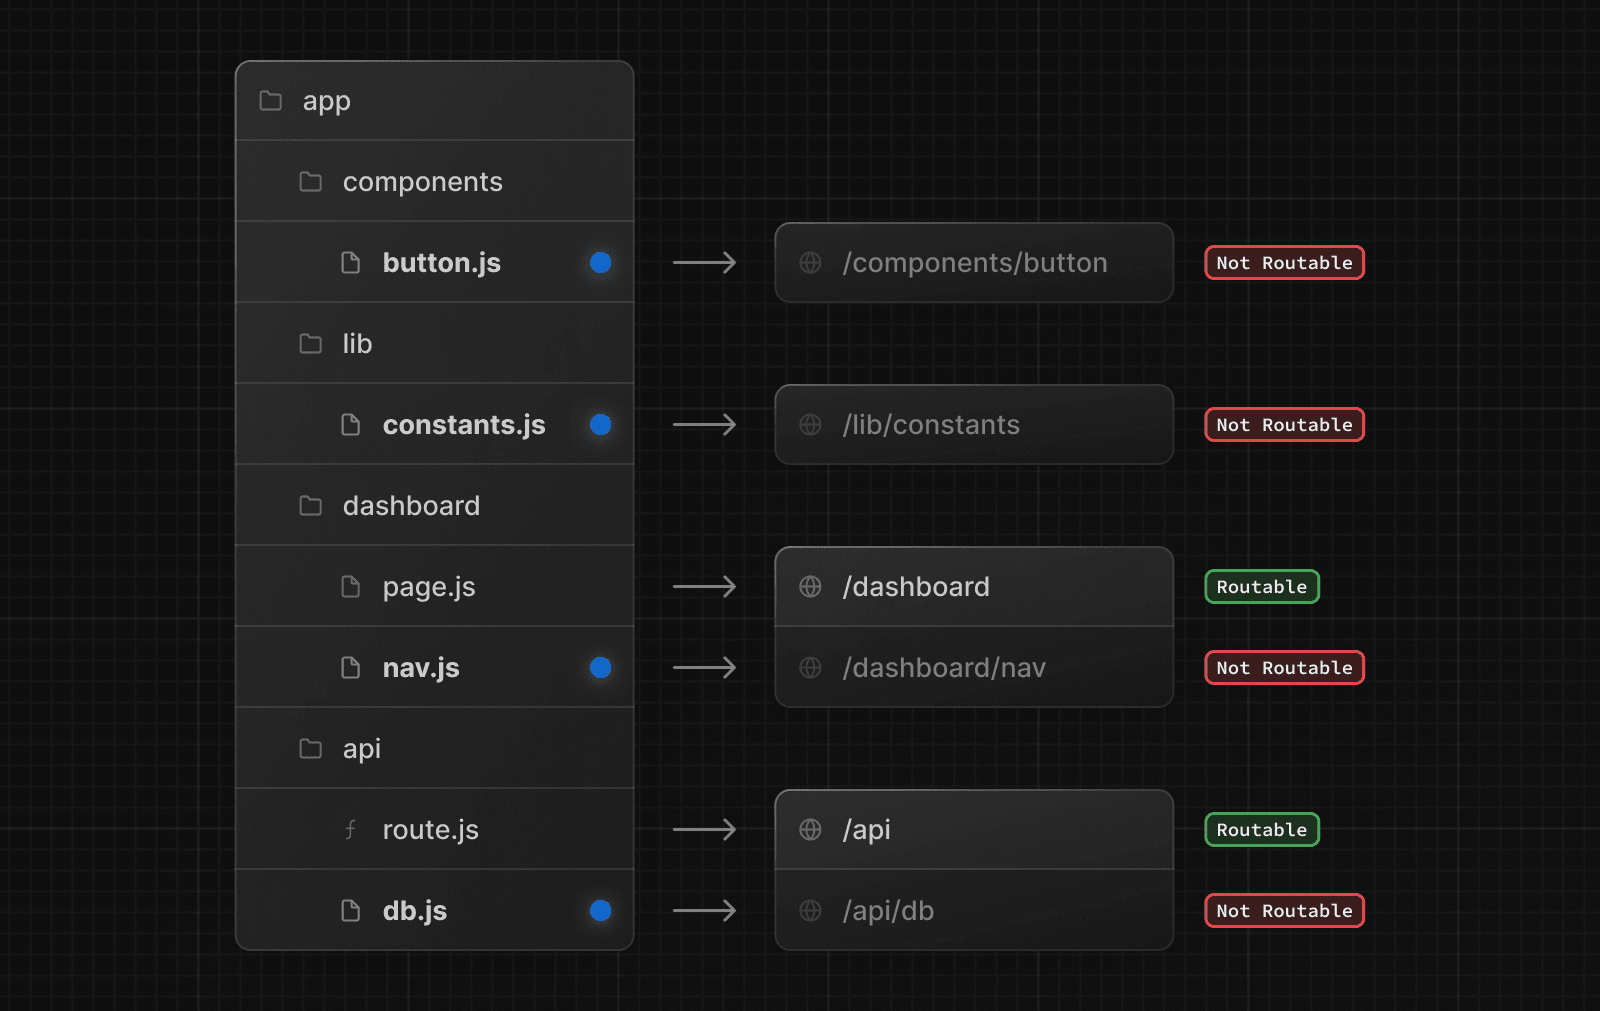 app
components
button.js
/components/button
Not Routable
lib
constants.js
/lib/constants
Not Routable
dashboard
page.js
/dashboard
Routable
nav.js
/dashboard/nav
Not Routable
api
route.js
/api
Routable
db.js
/api/db
Not Routable